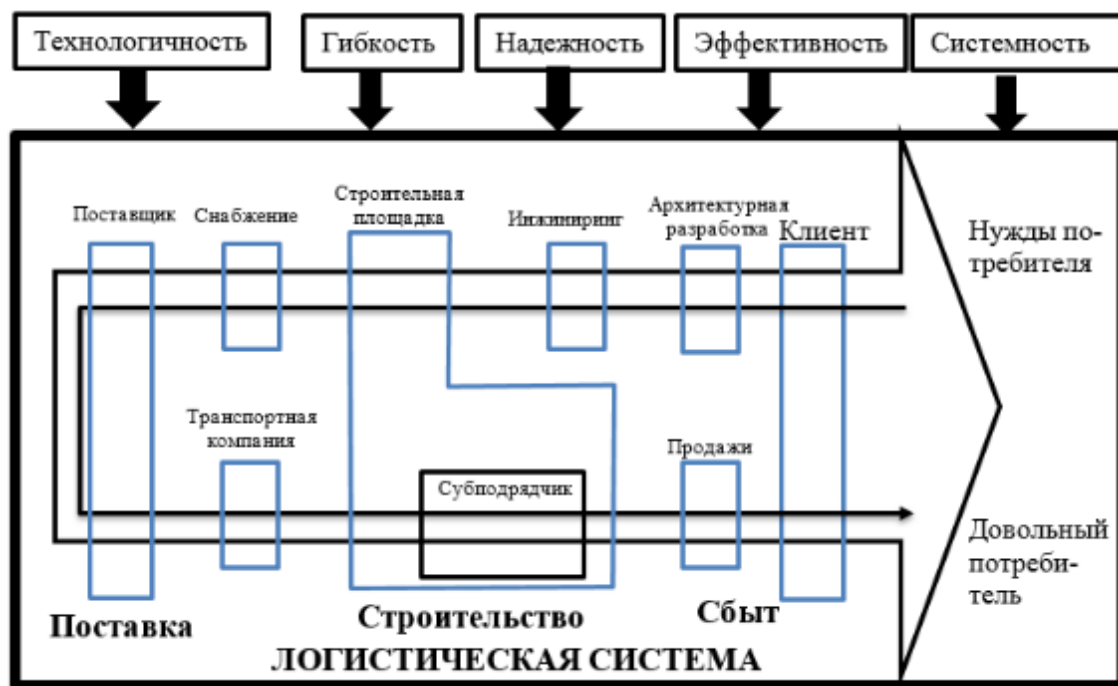 Технологичность
Гибкость
Надежность
Эффективность
Системность
Поставщик
Снабжение
Строительная
площадка
Инжиниринг
Архитектурная
разработка
Клиент
Нужды по-
требителя
Транспортная
компания
Субподрядчик
Продажи
Довольный
потреби-
тель
Поставка
Строительство
Сбыт
ЛОГИСТИЧЕСКАЯ СИСТЕМА